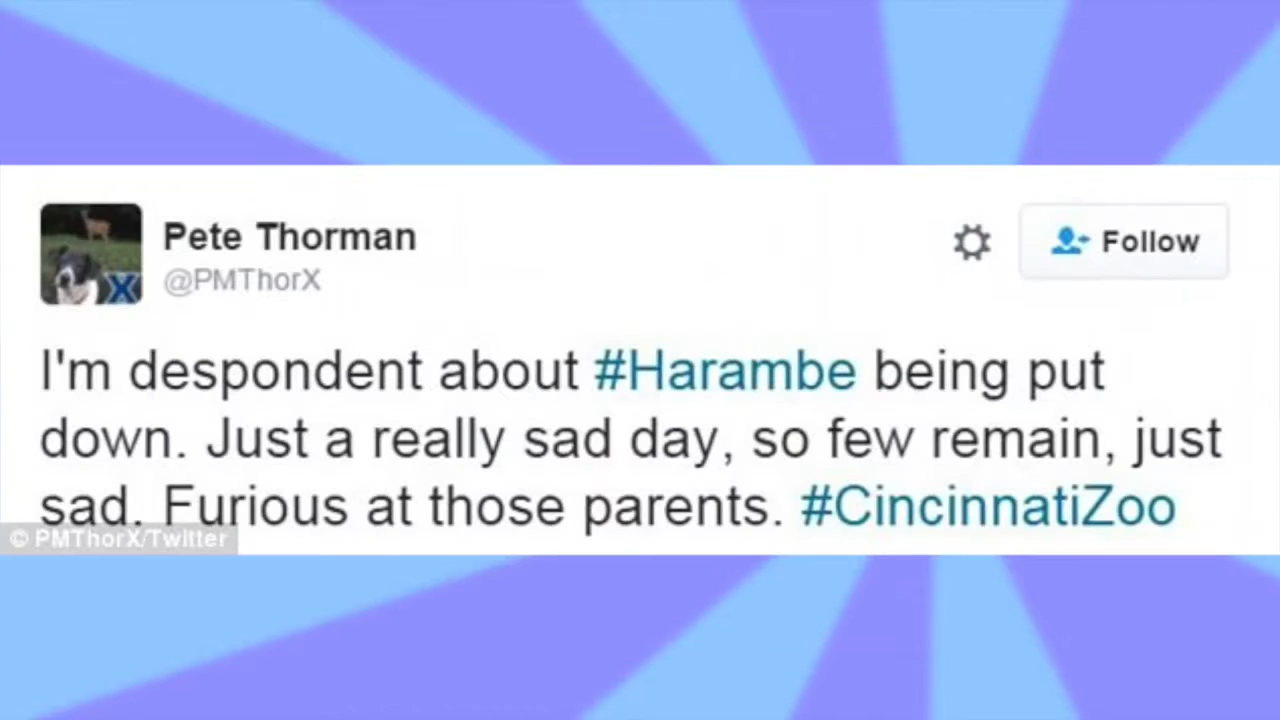 Pete Thorman
@PMThorX
Follow
I'm despondent about #Harambe being put
down. Just a really sad day, so few remain, just
sad. Furious at those parents. #CincinnatiZoo
© PMThorX/Twitter
X